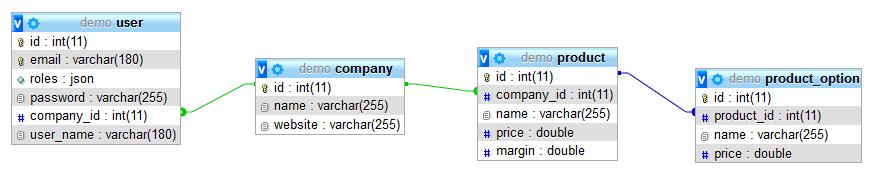 demo user
id : int(11)
email : varchar(180)
roles : json
password : varchar(255)
company_id : int(11)
user_name : varchar(180)
demo company
id : int(11)
name : varchar(255)
website : varchar(255)
demo product
id : int(11)
company_id : int(11)
name : varchar(255)
price : double
margin : double
demo product_option
id : int(11)
product_id : int(11)
name : varchar(255)
price : double